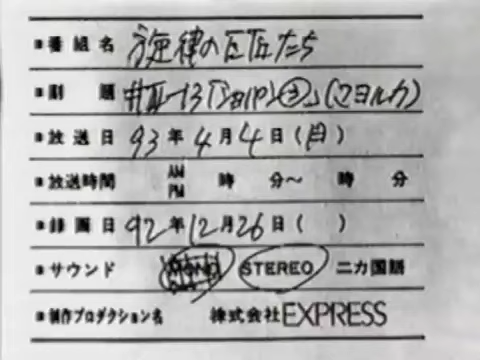 ■番組名 旋律の巨匠たち
■副題 #Ⅱ-13「ショパン②」(マヨルカ)
■放送日 93年4月4日(日)
■放送時間 AM PM 時 分〜 時 分
■録画日 92年12月26日( )
■サウンド STEREO 二カ国語
■制作プロダクション名 株式会社EXPRESS